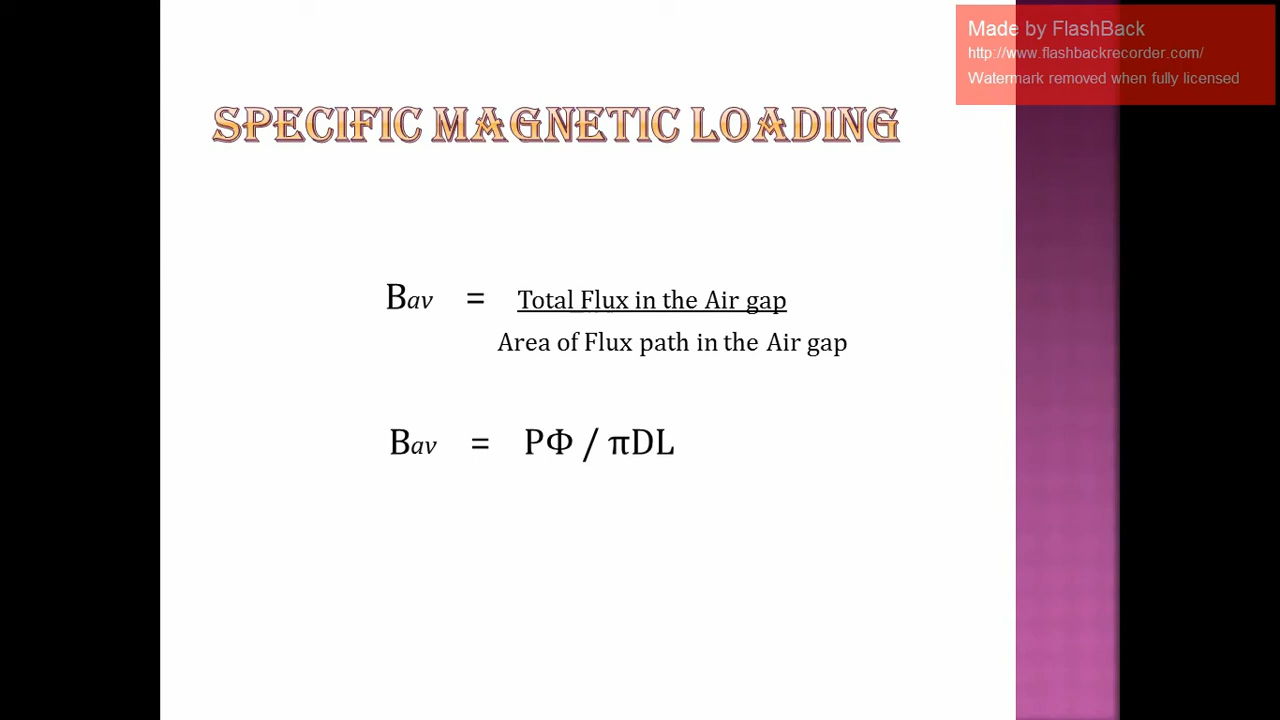 Made by FlashBack
http://www.flashbackrecorder.com/
Watermark removed when fully licensed
SPECIFIC MAGNETIC LOADING
Bav = Total Flux in the Air gap
Area of Flux path in the Air gap
Bav = PΦ / πDL